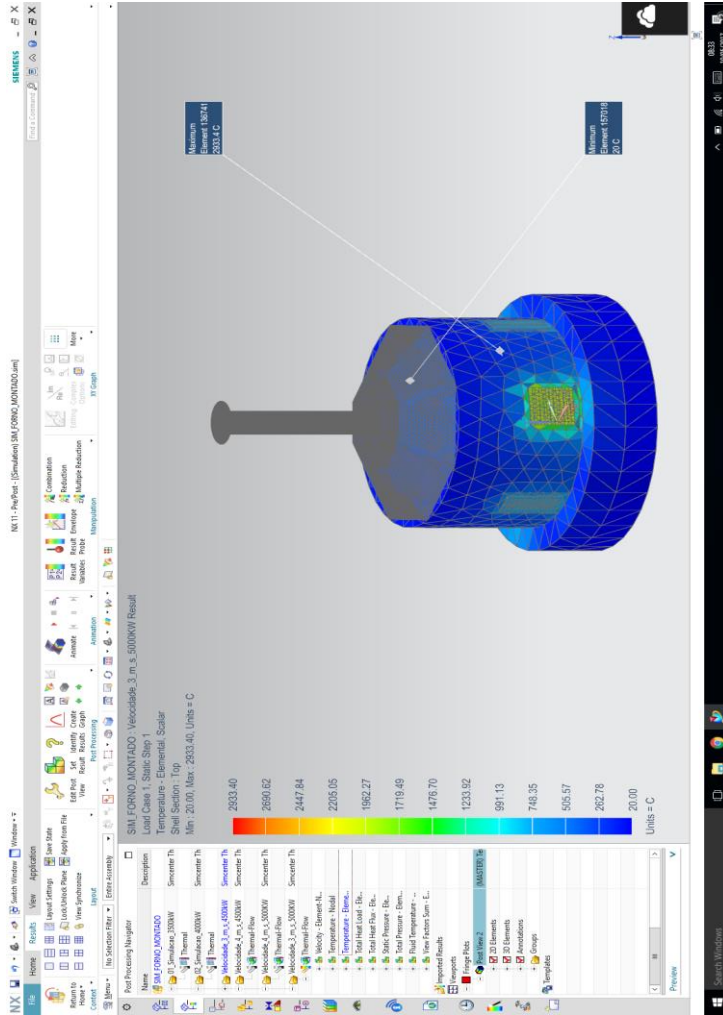 NX
NX 11 - Pre/Post - [(Simulation) SIM_FORNO_MONTADO.sim]
SIEMENS
Switch Window
Window
File
Home
Results
View
Application
Find a Command
Return to
Home
Context
Layout Settings
Save State
Lock/Unlock Plane
Apply from File
View Synchronize
Layout
Edit Post
View
Set
Result
Identify
Results
Create
Graph
Post Processing
Animate
Animation
Result
Variables
Result
Probe
Envelope
Combination
Reduction
Multiple Reduction
Manipulation
Editing
XY Graph
More
Menu
No Selection Filter
Entire Assembly
Post Processing Navigator
Name
Description
SIM_FORNO_MONTADO
01_Simulacao_3500kW
Simcenter Th
Thermal
02_Simulacao_4000kW
Simcenter Th
Thermal
Velocidade_3_m_s_4500kW
Simcenter Th
Velocidade_4_m_s_4500kW
Simcenter Th
Thermal-Flow
Velocidade_4_m_s_5000KW
Simcenter Th
Thermal-Flow
Velocidade_3_m_s_5000KW
Simcenter Th
Thermal-Flow
Velocity - Element-N...
Temperature - Nodal
Temperature - Eleme...
Total Heat Load - Ele...
Total Heat Flux - Ele...
Static Pressure - Ele...
Total Pressure - Elem...
Fluid Temperature - ...
View Factors Sum - E...
Imported Results
Viewports
Fringe Plots
Post View 2
(MASTER) Te
2D Elements
3D Elements
Annotations
Groups
Templates
Preview
SIM_FORNO_MONTADO : Velocidade_3_m_s_5000KW Result
Load Case 1, Static Step 1
Temperature - Elemental, Scalar
Shell Section : Top
Min : 20.00, Max : 2933.40, Units = C
2933.40
2690.62
2447.84
2205.05
1962.27
1719.49
1476.70
1233.92
991.13
748.35
505.57
262.78
20.00
Units = C
Maximum
Element 136741
2933.4 C
Minimum
Element 157018
20 C
Search Windows
08:33